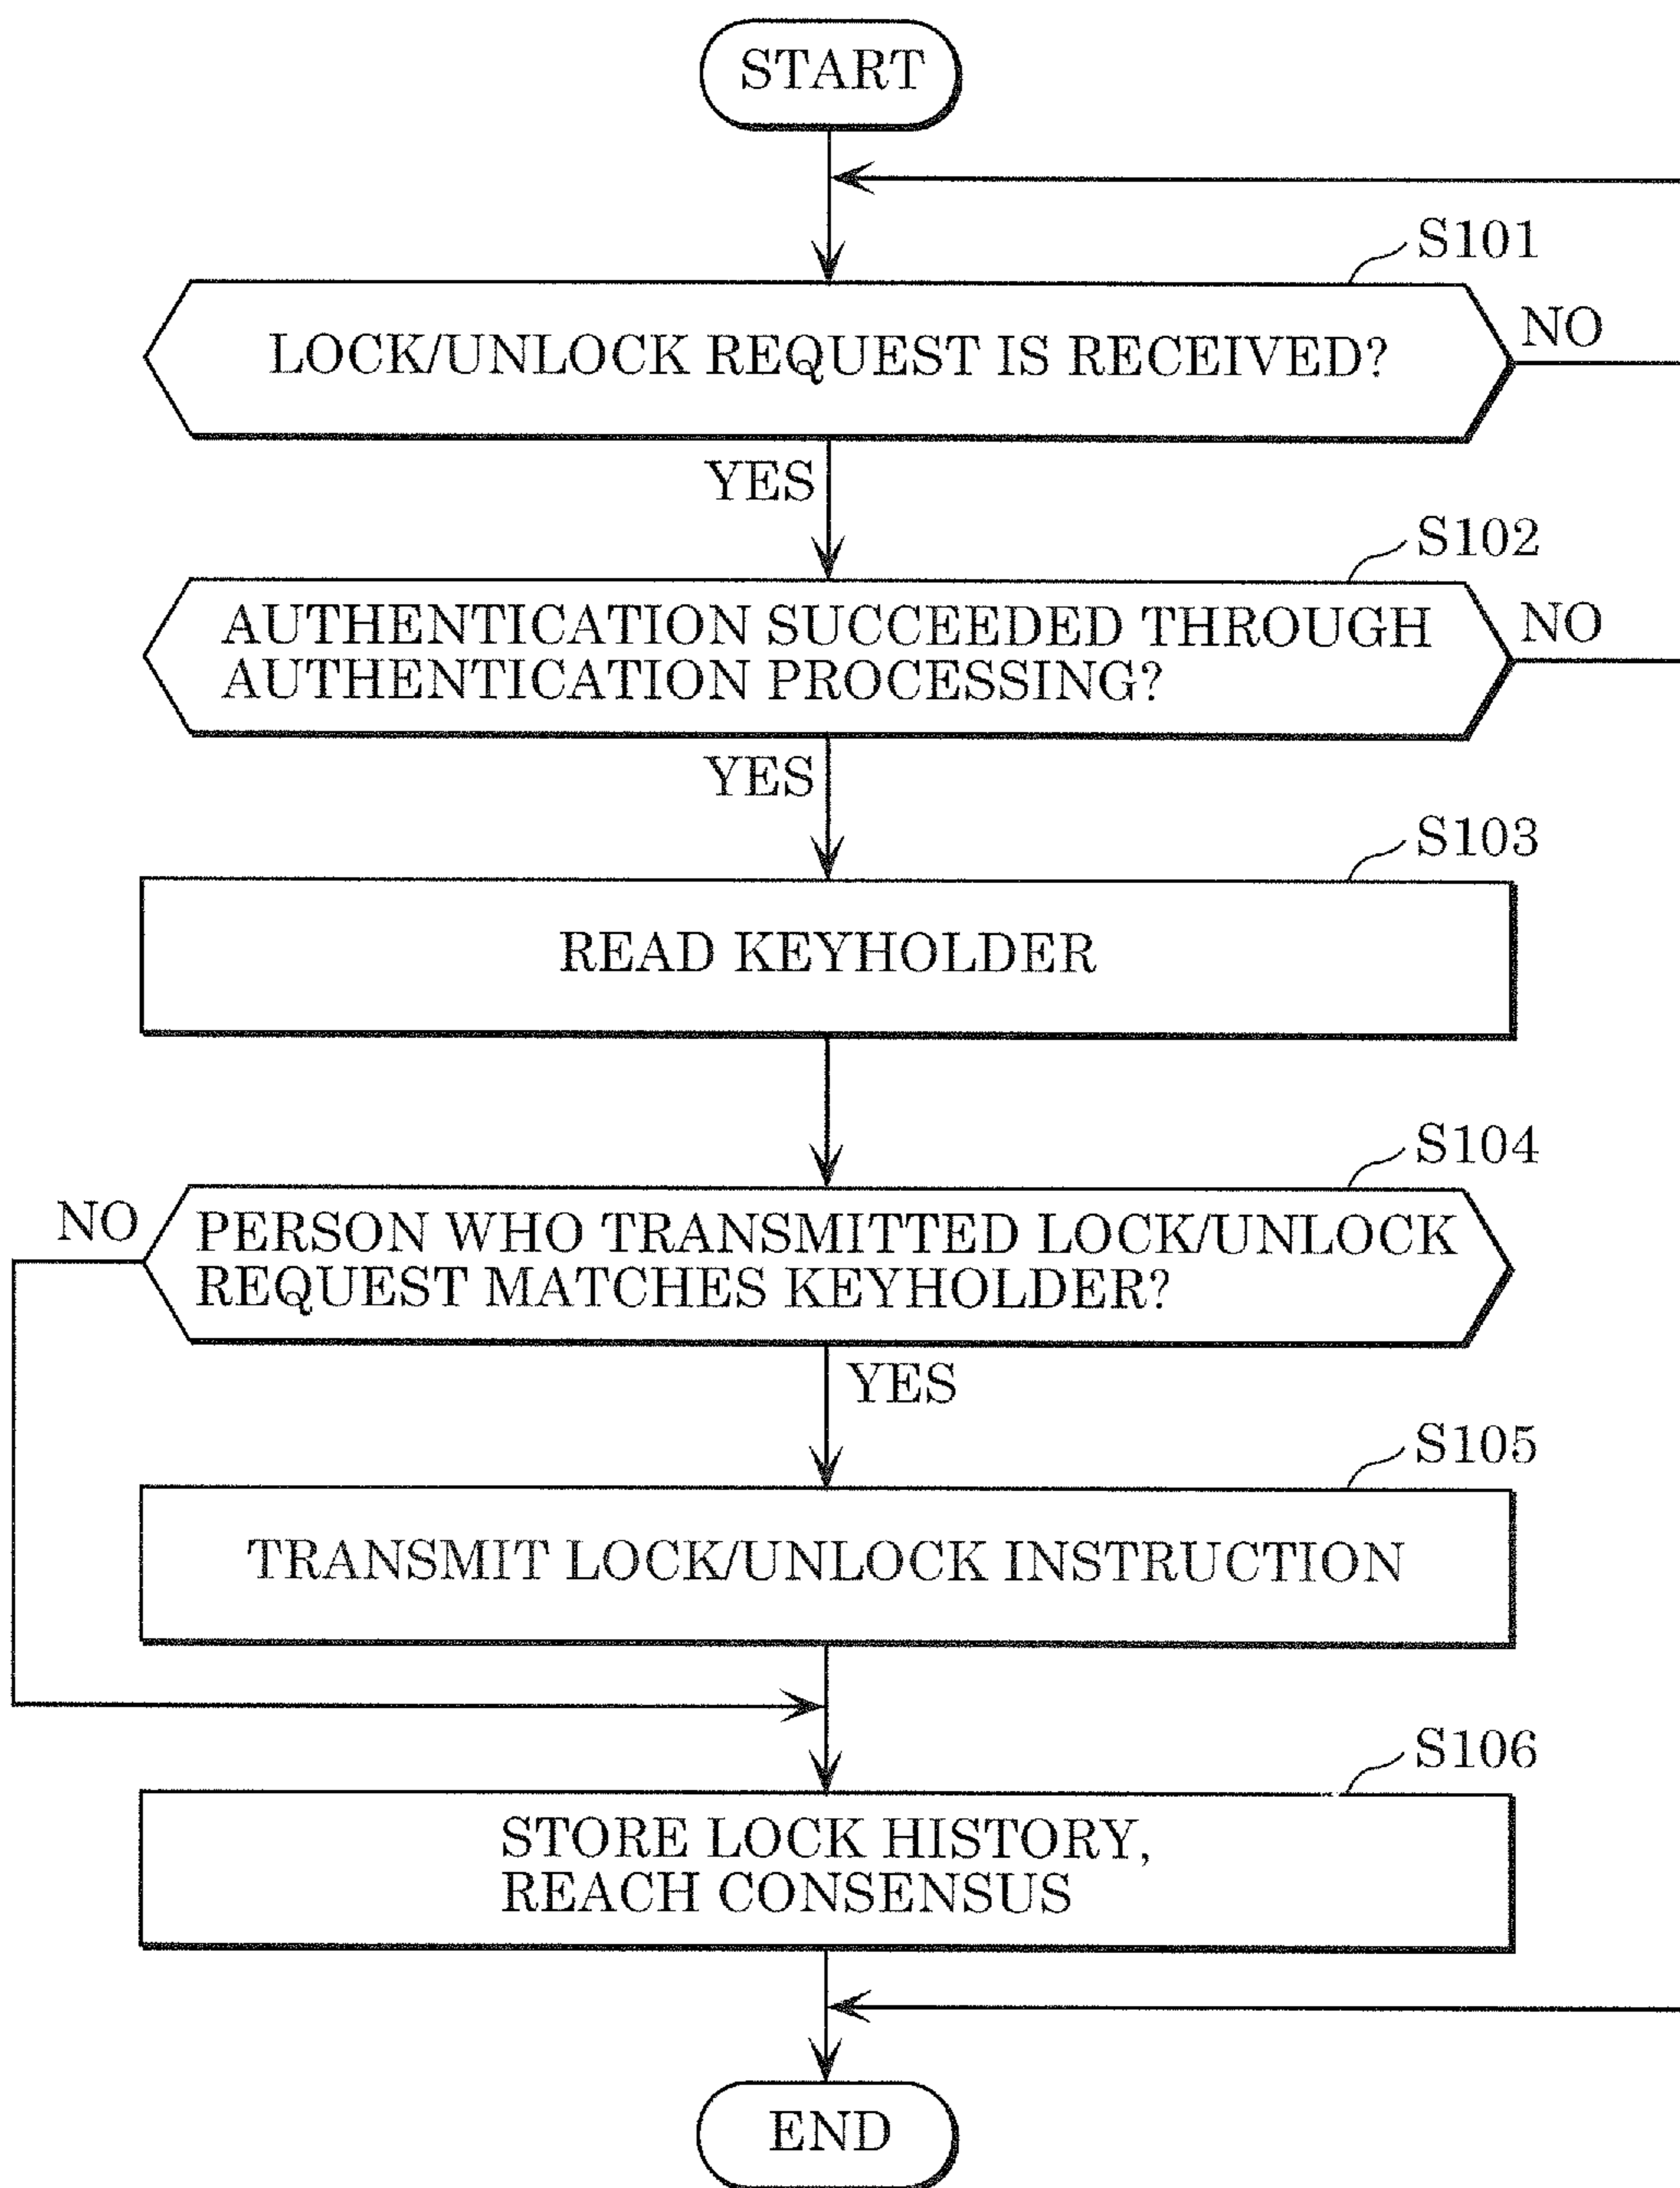 START
S101
LOCK/UNLOCK REQUEST IS RECEIVED?
NO
YES
S102
AUTHENTICATION SUCCEEDED THROUGH
AUTHENTICATION PROCESSING?
NO
YES
S103
READ KEYHOLDER
S104
NO
PERSON WHO TRANSMITTED LOCK/UNLOCK
REQUEST MATCHES KEYHOLDER?
YES
S105
TRANSMIT LOCK/UNLOCK INSTRUCTION
S106
STORE LOCK HISTORY,
REACH CONSENSUS
END